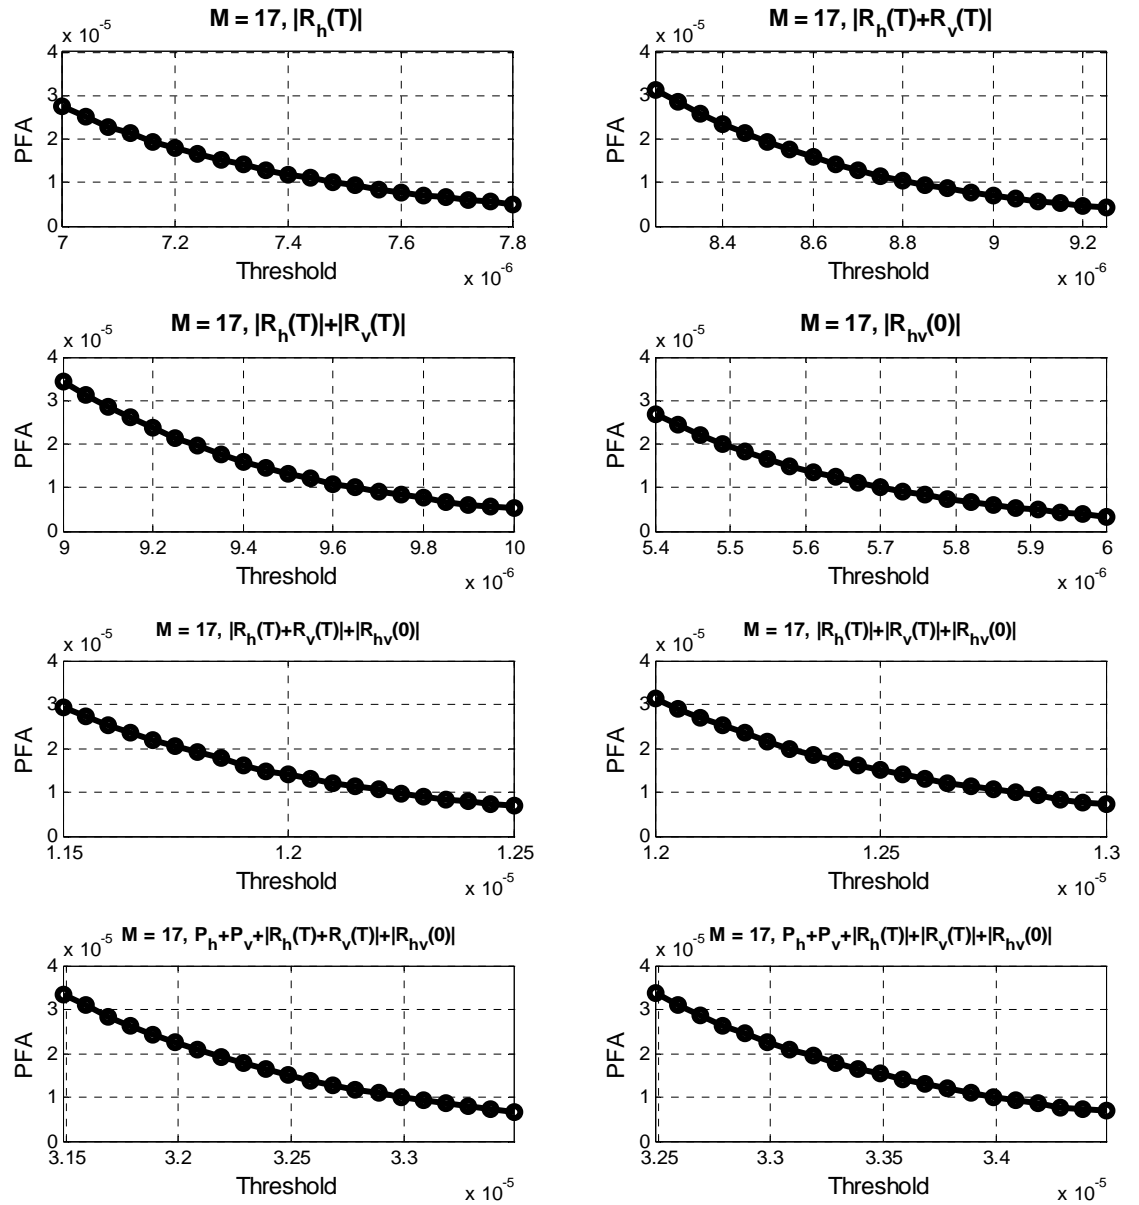 M = 17, |R_h(T)|
x 10^-5
PFA
4
3
2
1
0
7 7.2 7.4 7.6 7.8
Threshold
x 10^-6
M = 17, |R_h(T)+R_v(T)|
x 10^-5
PFA
4
3
2
1
0
8.4 8.6 8.8 9 9.2
Threshold
x 10^-6
M = 17, |R_h(T)|+|R_v(T)|
x 10^-5
PFA
4
3
2
1
0
9 9.2 9.4 9.6 9.8 10
Threshold
x 10^-6
M = 17, |R_hv(0)|
x 10^-5
PFA
4
3
2
1
0
5.4 5.5 5.6 5.7 5.8 5.9 6
Threshold
x 10^-6
M = 17, |R_h(T)+R_v(T)|+|R_hv(0)|
x 10^-5
PFA
4
3
2
1
0
1.15 1.2 1.25
Threshold
x 10^-5
M = 17, |R_h(T)|+|R_v(T)|+|R_hv(0)|
x 10^-5
PFA
4
3
2
1
0
1.2 1.25 1.3
Threshold
x 10^-5
M = 17, P_h+P_v+|R_h(T)+R_v(T)|+|R_hv(0)|
x 10^-5
PFA
4
3
2
1
0
3.15 3.2 3.25 3.3
Threshold
x 10^-5
M = 17, P_h+P_v+|R_h(T)|+|R_v(T)|+|R_hv(0)|
x 10^-5
PFA
4
3
2
1
0
3.25 3.3 3.35 3.4
Threshold
x 10^-5